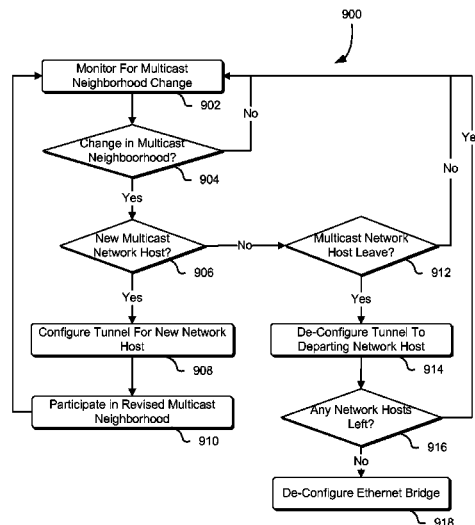 900
Monitor For Multicast
Neighborhood Change
902
No
Change in Multicast
Neighboorhood?
904
Yes
New Multicast
Network Host?
906
No
Multicast Network
Host Leave?
912
No
Yes
Yes
Configure Tunnel For New Network
Host
908
Yes
De-Configure Tunnel To
Departing Network Host
914
Participate in Revised Multicast
Neighborhood
910
Any Network Hosts
Left?
916
No
De-Configure Ethernet Bridge
918